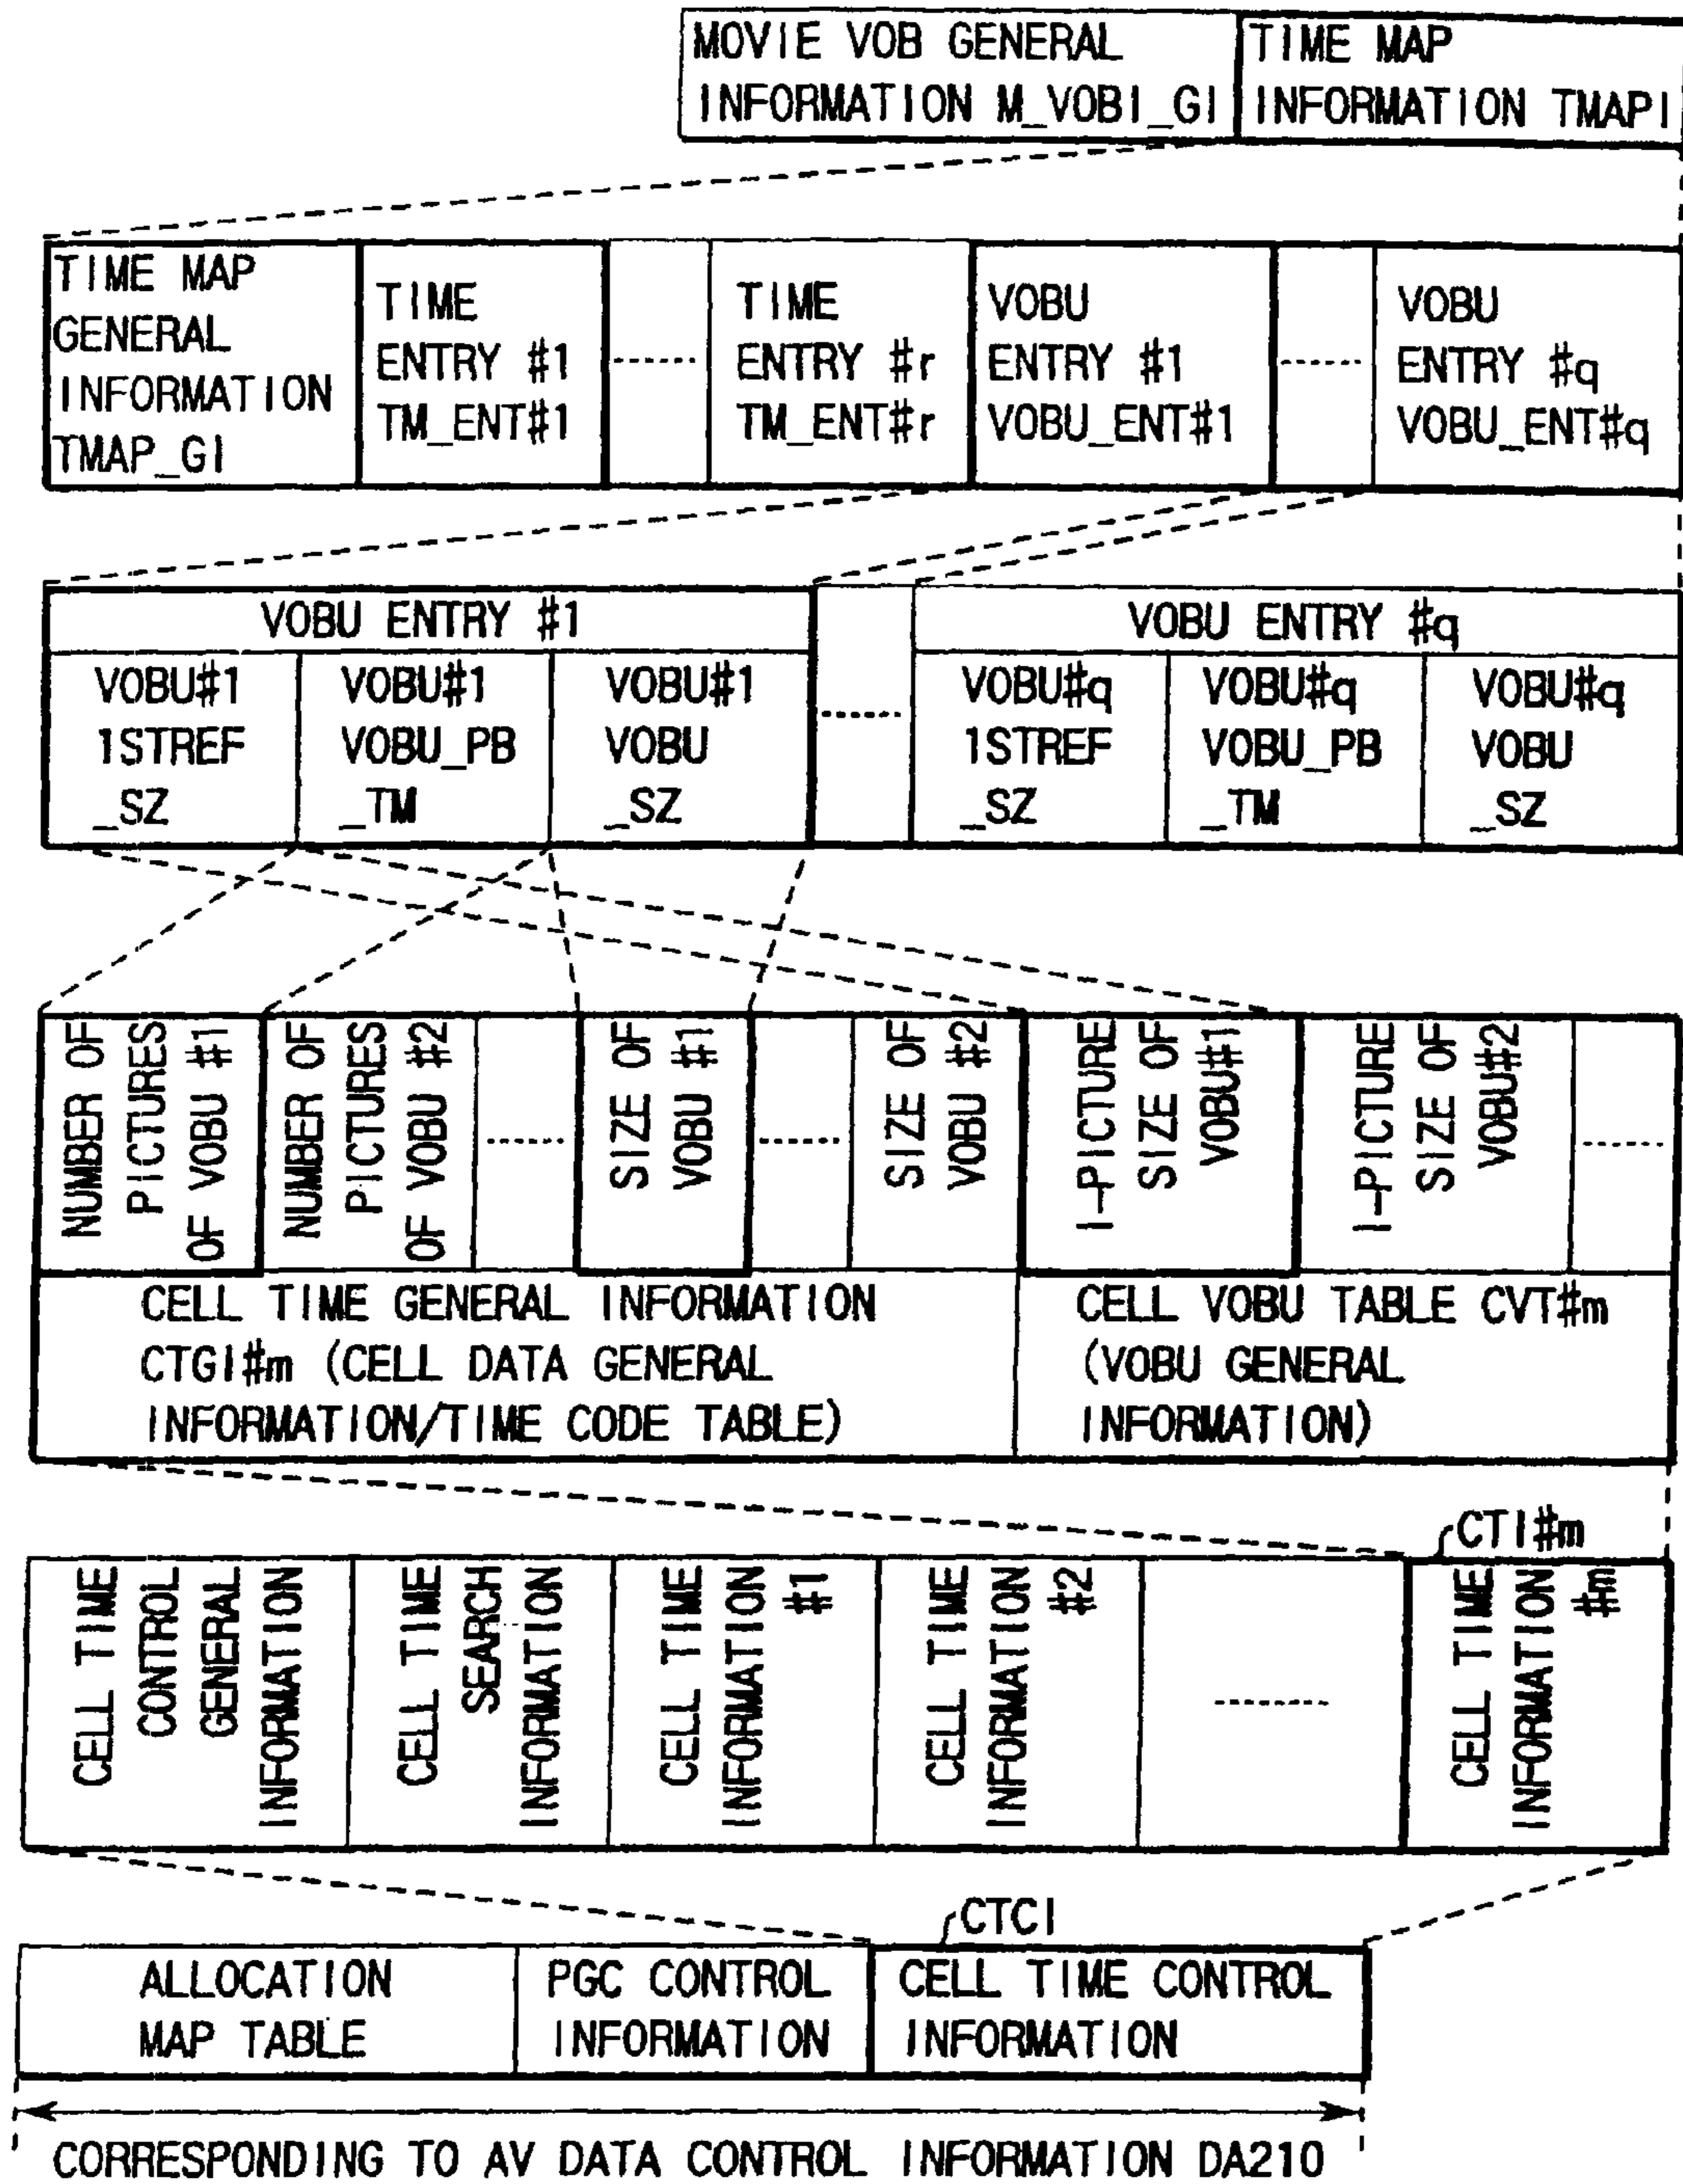 MOVIE VOB GENERAL
INFORMATION M_VOBI_GI
TIME MAP
INFORMATION TMAPI
TIME MAP
GENERAL
INFORMATION
TMAP_GI
TIME
ENTRY #1
TM_ENT#1
TIME
ENTRY #r
TM_ENT#r
VOBU
ENTRY #1
VOBU_ENT#1
VOBU
ENTRY #q
VOBU_ENT#q
VOBU ENTRY #1
VOBU#1
1STREF
_SZ
VOBU#1
VOBU_PB
_TM
VOBU#1
VOBU
_SZ
VOBU ENTRY #q
VOBU#q
1STREF
_SZ
VOBU#q
VOBU_PB
_TM
VOBU#q
VOBU
_SZ
NUMBER OF
PICTURES
OF VOBU #1
NUMBER OF
PICTURES
OF VOBU #2
SIZE OF
VOBU #1
SIZE OF
VOBU #2
I-PICTURE
SIZE OF
VOBU#1
I-PICTURE
SIZE OF
VOBU#2
CELL TIME GENERAL INFORMATION
CTGI#m (CELL DATA GENERAL
INFORMATION/TIME CODE TABLE)
CELL VOBU TABLE CVT#m
(VOBU GENERAL
INFORMATION)
CTI#m
CELL TIME
CONTROL
GENERAL
INFORMATION
CELL TIME
SEARCH
INFORMATION
CELL TIME
INFORMATION
#1
CELL TIME
INFORMATION
#2
CELL TIME
INFORMATION
#m
CTCI
ALLOCATION
MAP TABLE
PGC CONTROL
INFORMATION
CELL TIME CONTROL
INFORMATION
CORRESPONDING TO AV DATA CONTROL INFORMATION DA210